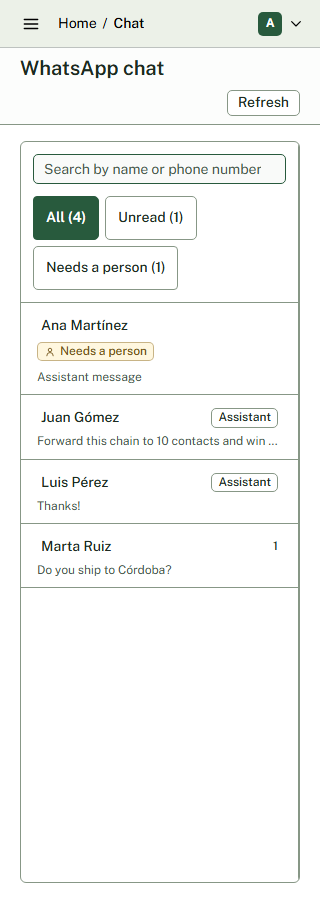 Home / Chat
A
WhatsApp chat
Refresh
Search by name or phone number
All (4)
Unread (1)
Needs a person (1)
Ana Martínez
Needs a person
Assistant message
Juan Gómez
Assistant
Forward this chain to 10 contacts and win ...
Luis Pérez
Assistant
Thanks!
Marta Ruiz
1
Do you ship to Córdoba?